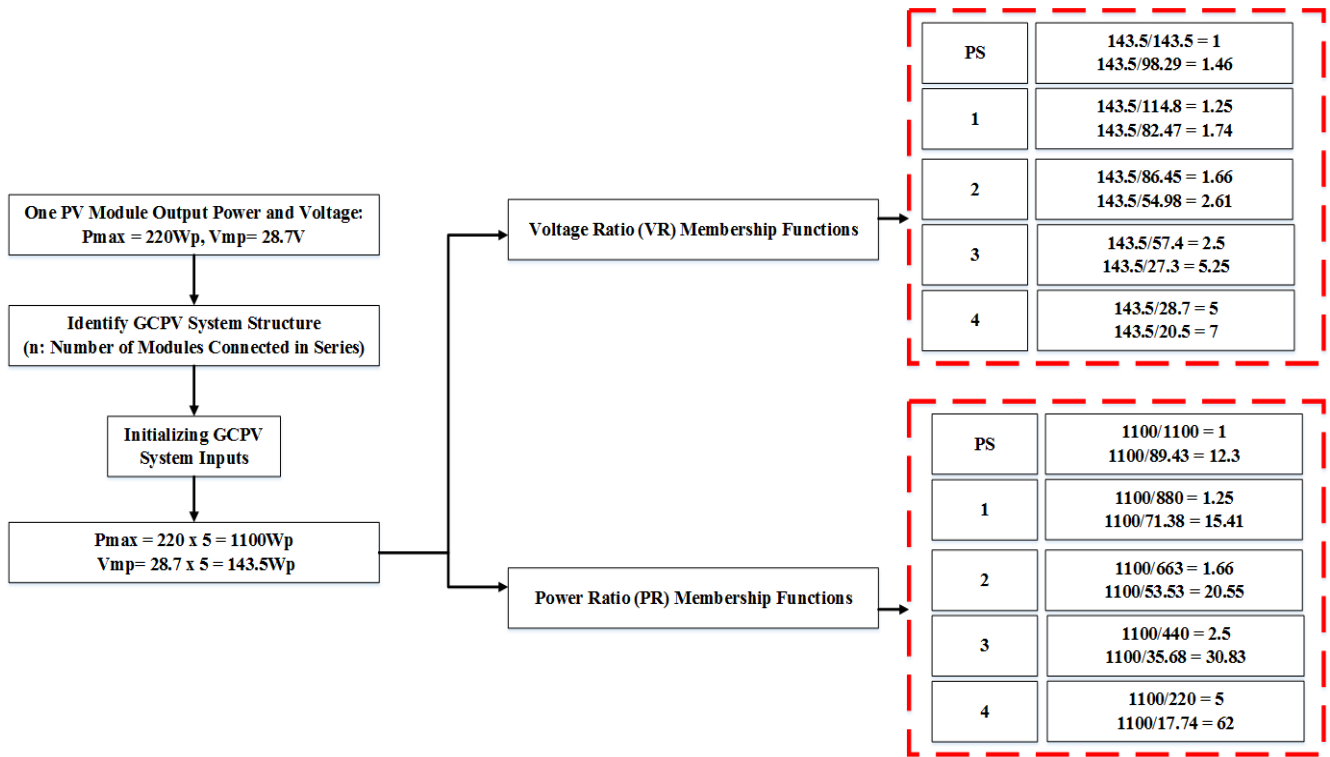 One PV Module Output Power and Voltage:
Pmax = 220Wp, Vmp= 28.7V
Identify GCPV System Structure
(n: Number of Modules Connected in Series)
Initializing GCPV
System Inputs
Pmax = 220 x 5 = 1100Wp
Vmp= 28.7 x 5 = 143.5Wp
Voltage Ratio (VR) Membership Functions
PS
143.5/143.5 = 1
143.5/98.29 = 1.46
1
143.5/114.8 = 1.25
143.5/82.47 = 1.74
2
143.5/86.45 = 1.66
143.5/54.98 = 2.61
3
143.5/57.4 = 2.5
143.5/27.3 = 5.25
4
143.5/28.7 = 5
143.5/20.5 = 7
Power Ratio (PR) Membership Functions
PS
1100/1100 = 1
1100/89.43 = 12.3
1
1100/880 = 1.25
1100/71.38 = 15.41
2
1100/663 = 1.66
1100/53.53 = 20.55
3
1100/440 = 2.5
1100/35.68 = 30.83
4
1100/220 = 5
1100/17.74 = 62